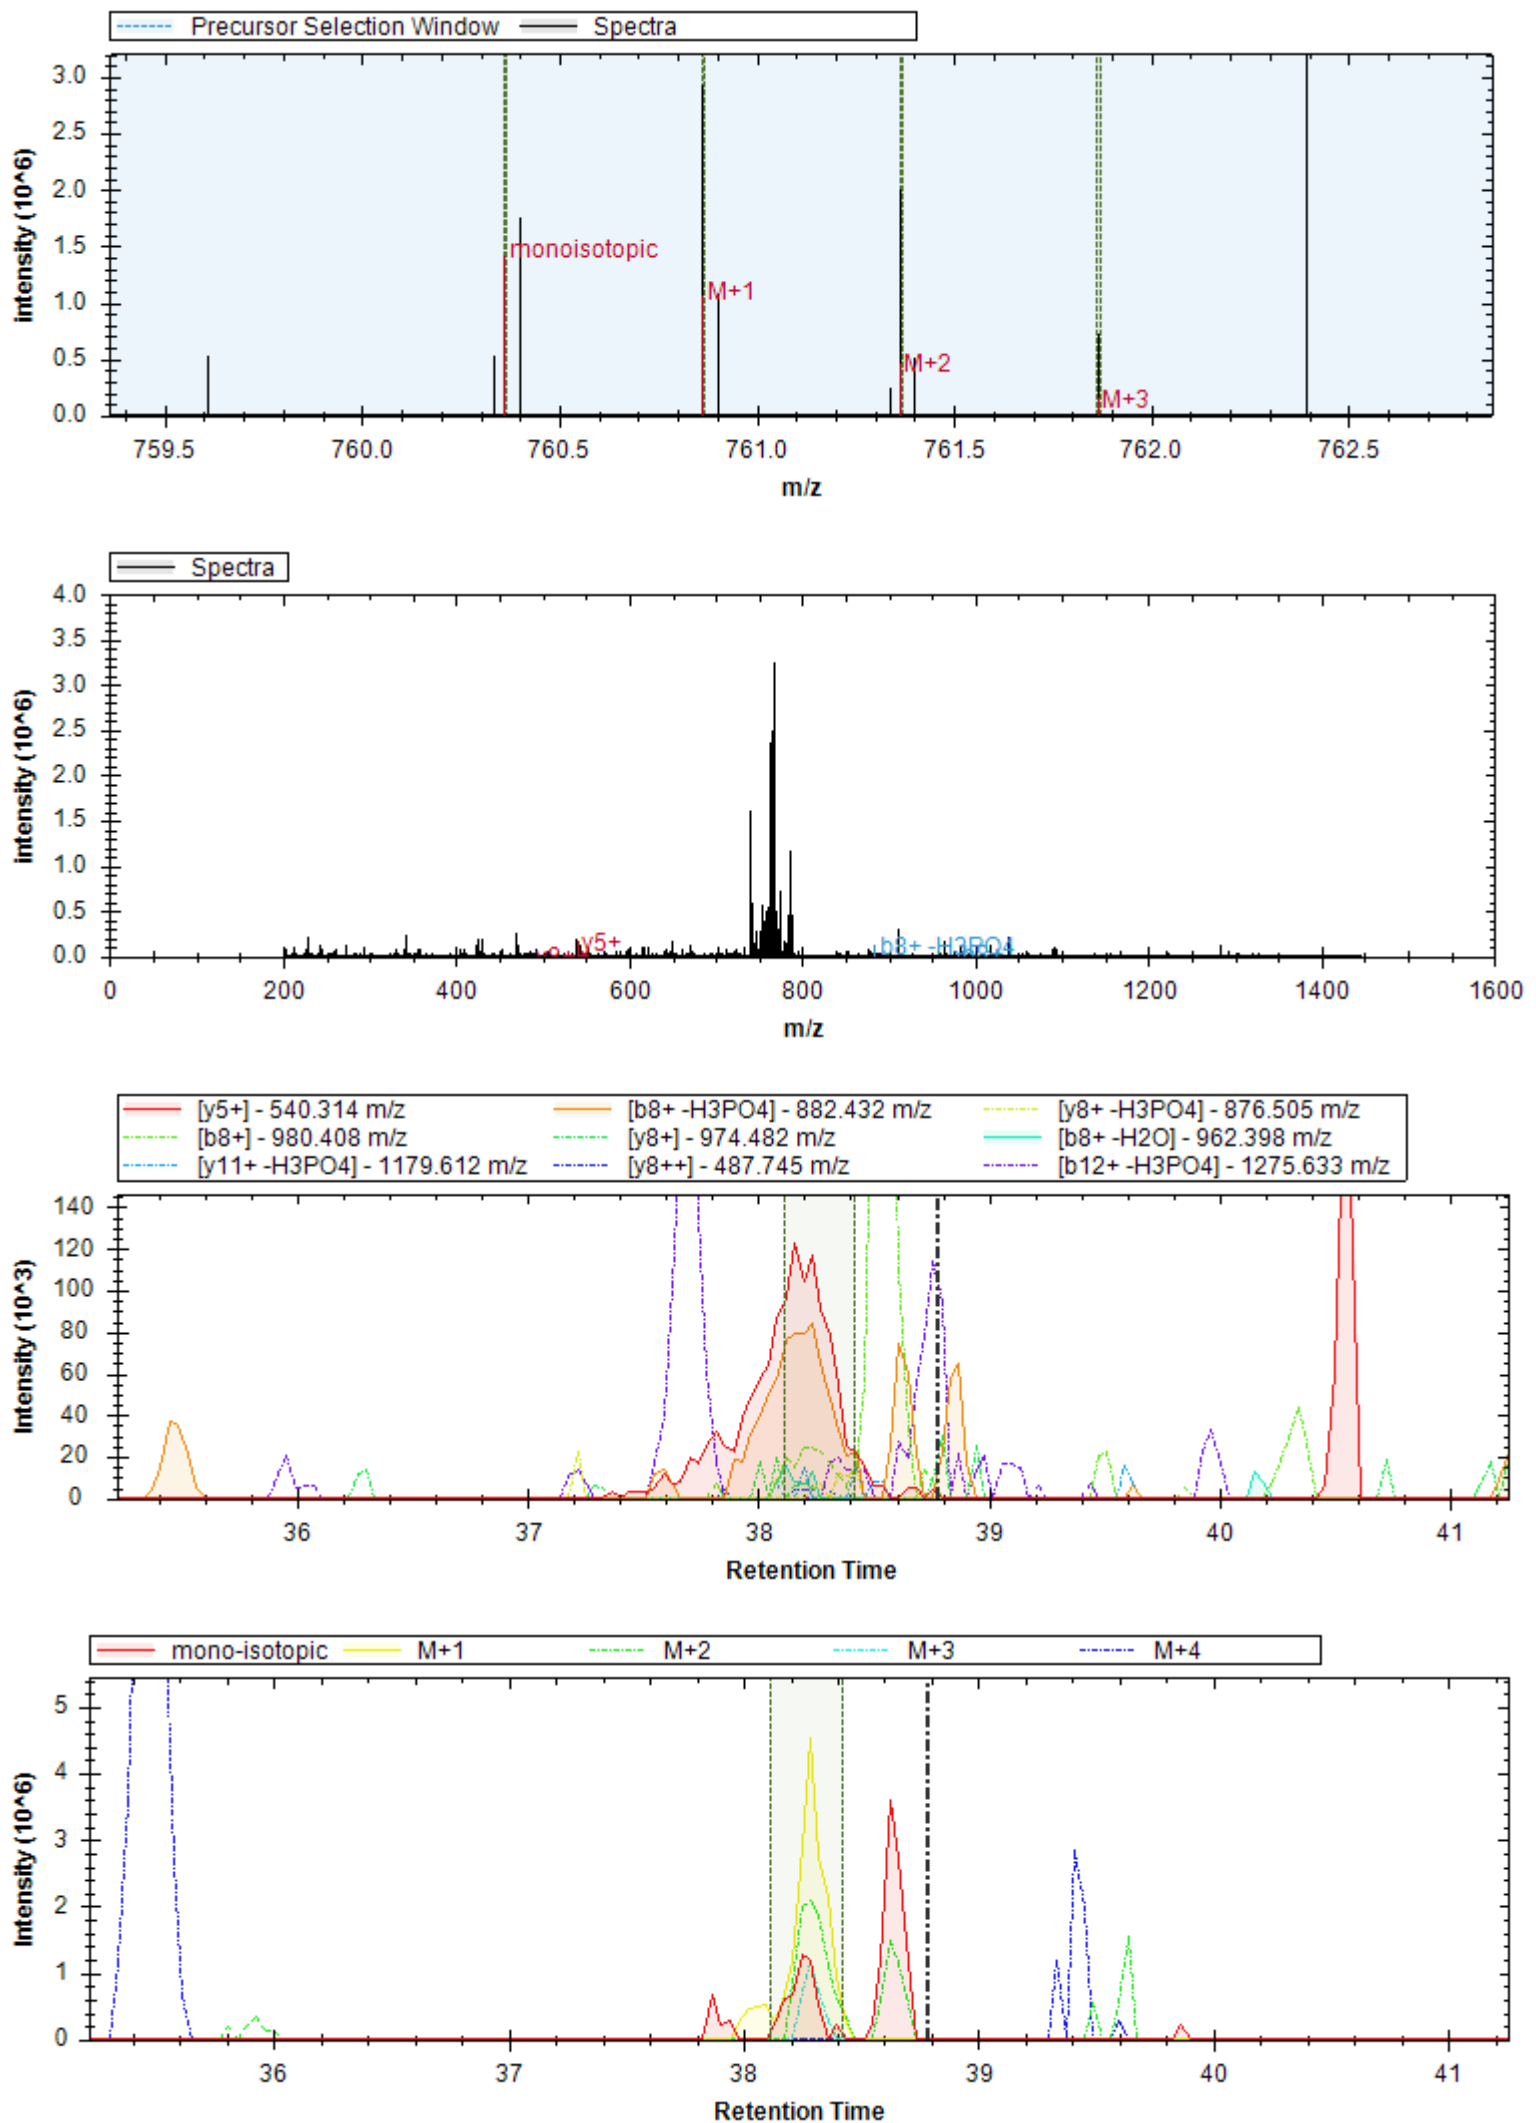 Precursor Selection Window Spectra
3.0
2.5
2.0
1.5
1.0
0.5
0.0
intensity (10^6)
monoisotopic
M+1
M+2
M+3
759.5 760.0 760.5 761.0 761.5 762.0 762.5
m/z
Spectra
4.0
3.5
3.0
2.5
2.0
1.5
1.0
0.5
0.0
intensity (10^6)
y5+
b8+ -H3PO4
0 200 400 600 800 1000 1200 1400 1600
m/z
[y5+] - 540.314 m/z [b8+ -H3PO4] - 882.432 m/z [y8+ -H3PO4] - 876.505 m/z
[b8+] - 980.408 m/z [y8+] - 974.482 m/z [b8+ -H2O] - 962.398 m/z
[y11+ -H3PO4] - 1179.612 m/z [y8++] - 487.745 m/z [b12+ -H3PO4] - 1275.633 m/z
140
120
100
80
60
40
20
0
Intensity (10^3)
36 37 38 39 40 41
Retention Time
mono-isotopic M+1 M+2 M+3 M+4
5
4
3
2
1
0
Intensity (10^6)
36 37 38 39 40 41
Retention Time